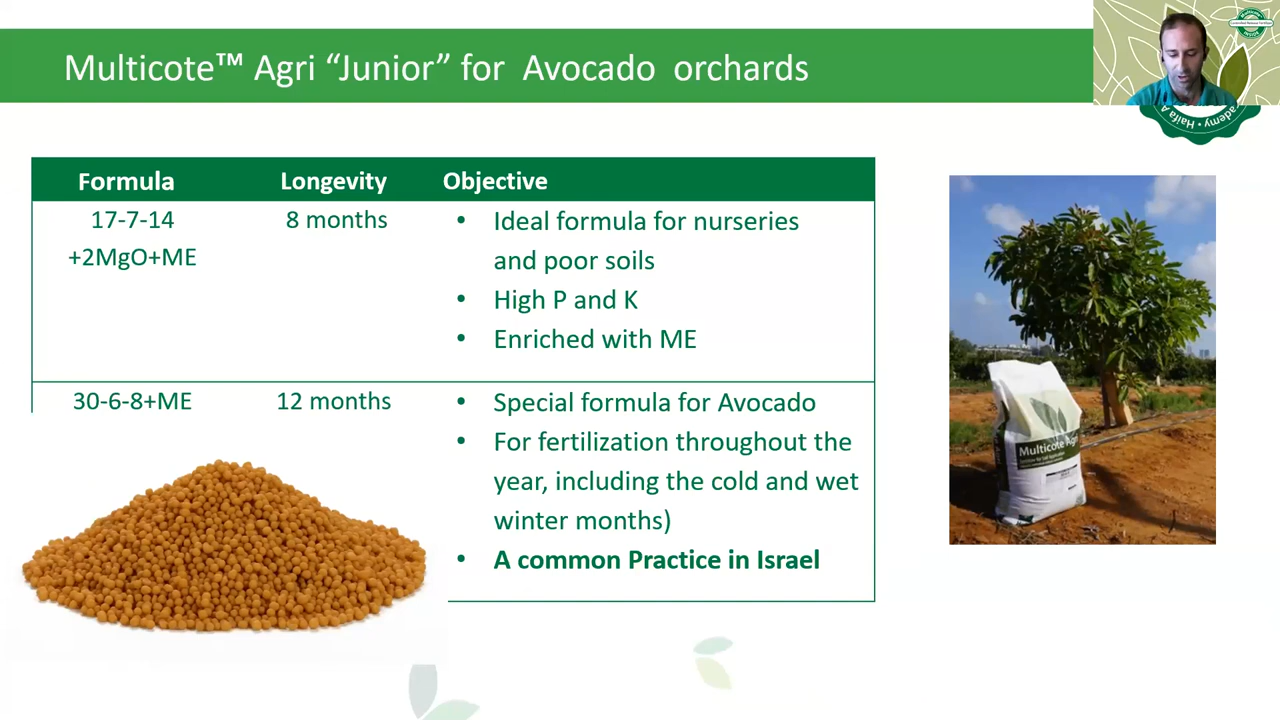 Multicote™ Agri “Junior” for Avocado orchards
Formula Longevity Objective
17-7-14 8 months • Ideal formula for nurseries
+2MgO+ME and poor soils
• High P and K
• Enriched with ME
30-6-8+ME 12 months • Special formula for Avocado
• For fertilization throughout the
year, including the cold and wet
winter months)
• A common Practice in Israel
Multicote Agri